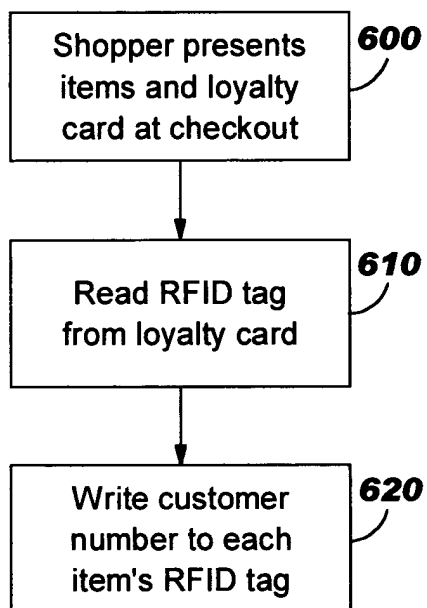 Shopper presents
items and loyalty
card at checkout
600
Read RFID tag
from loyalty card
610
Write customer
number to each
item's RFID tag
620